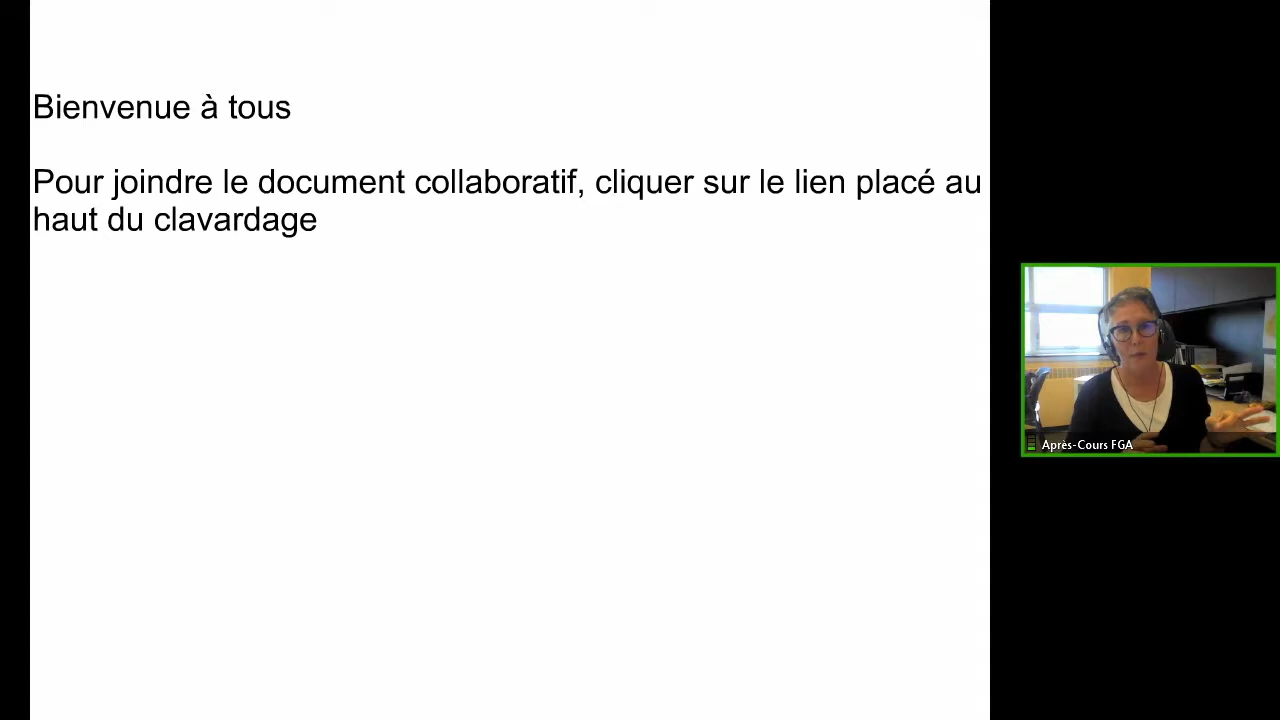 Bienvenue à tous
Pour joindre le document collaboratif, cliquer sur le lien placé au
haut du clavardage
Après-Cours FGA